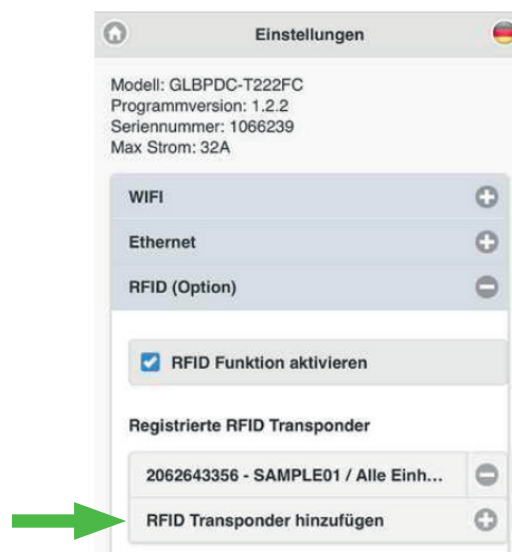 Einstellungen
Modell: GLBPDC-T222FC
Programmversion: 1.2.2
Seriennummer: 1066239
Max Strom: 32A
WIFI
Ethernet
RFID (Option)
RFID Funktion aktivieren
Registrierte RFID Transponder
2062643356 - SAMPLE01 / Alle Einh...
RFID Transponder hinzufügen